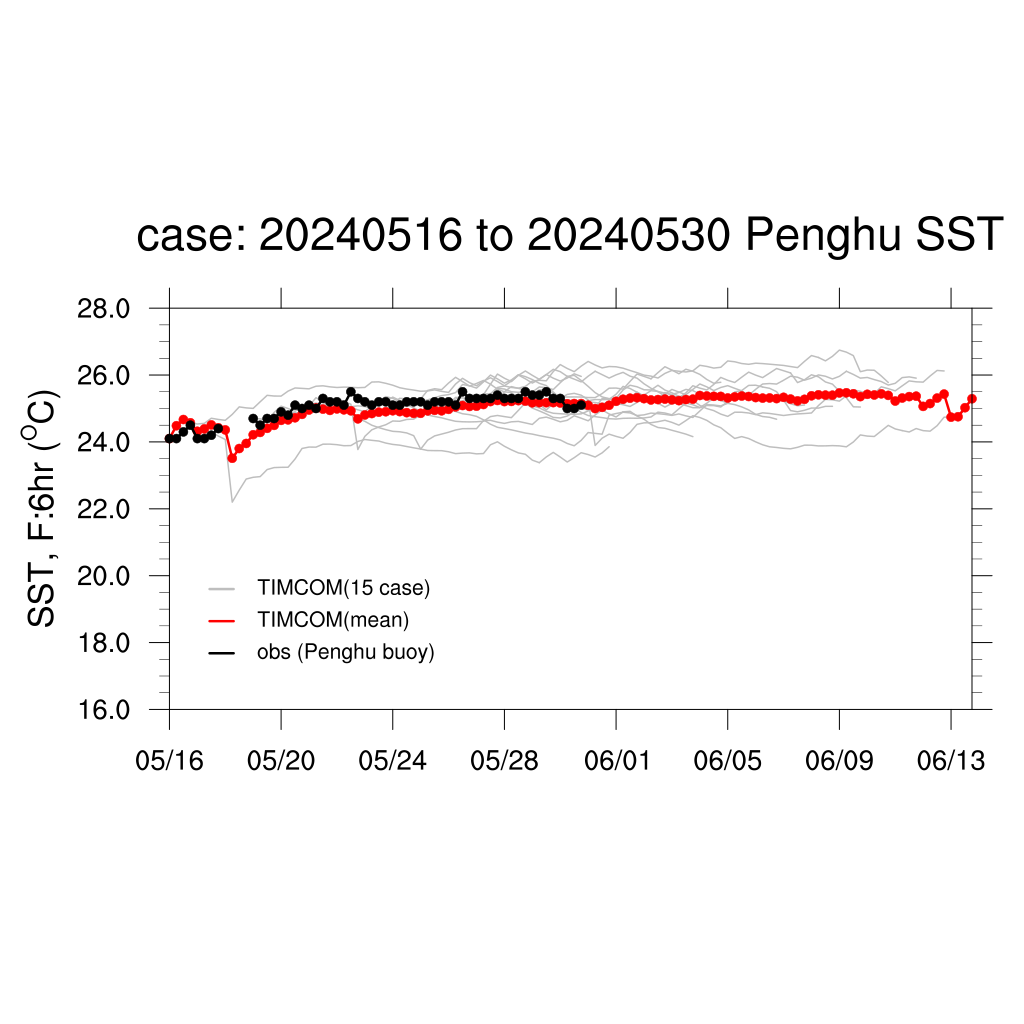 case: 20240516 to 20240530 Penghu SST
SST, F:6hr (°C)
28.0
26.0
24.0
22.0
20.0
18.0
16.0
TIMCOM(15 case)
TIMCOM(mean)
obs (Penghu buoy)
05/16 05/20 05/24 05/28 06/01 06/05 06/09 06/13